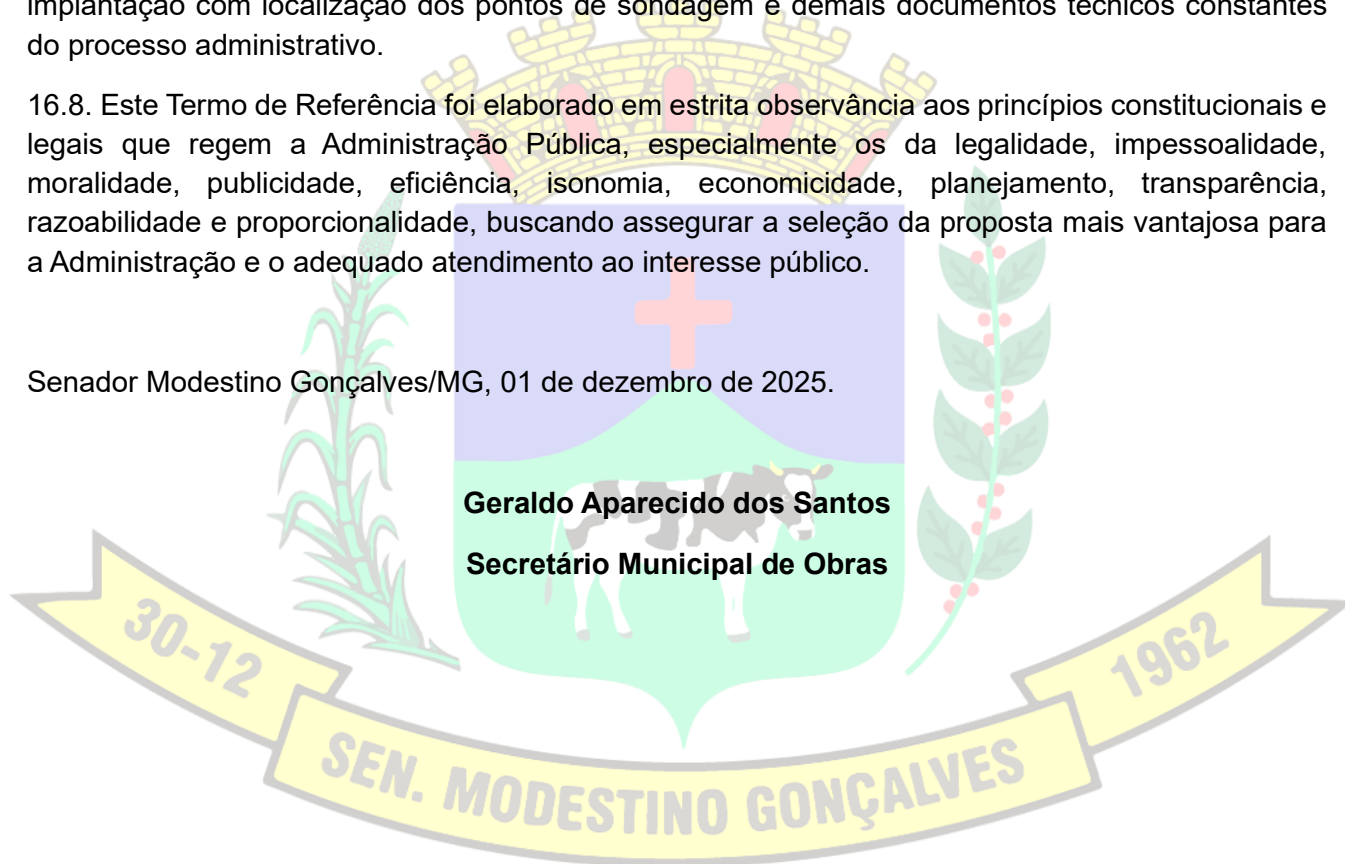 implantação com localização dos pontos de sondagem e demais documentos técnicos constantes
do processo administrativo.
16.8. Este Termo de Referência foi elaborado em estrita observância aos princípios constitucionais e
legais que regem a Administração Pública, especialmente os da legalidade, impessoalidade,
moralidade, publicidade, eficiência, isonomia, economicidade, planejamento, transparência,
razoabilidade e proporcionalidade, buscando assegurar a seleção da proposta mais vantajosa para
a Administração e o adequado atendimento ao interesse público.
Senador Modestino Gonçalves/MG, 01 de dezembro de 2025.
Geraldo Aparecido dos Santos
Secretário Municipal de Obras
30-12
1962
SEN. MODESTINO GONÇALVES